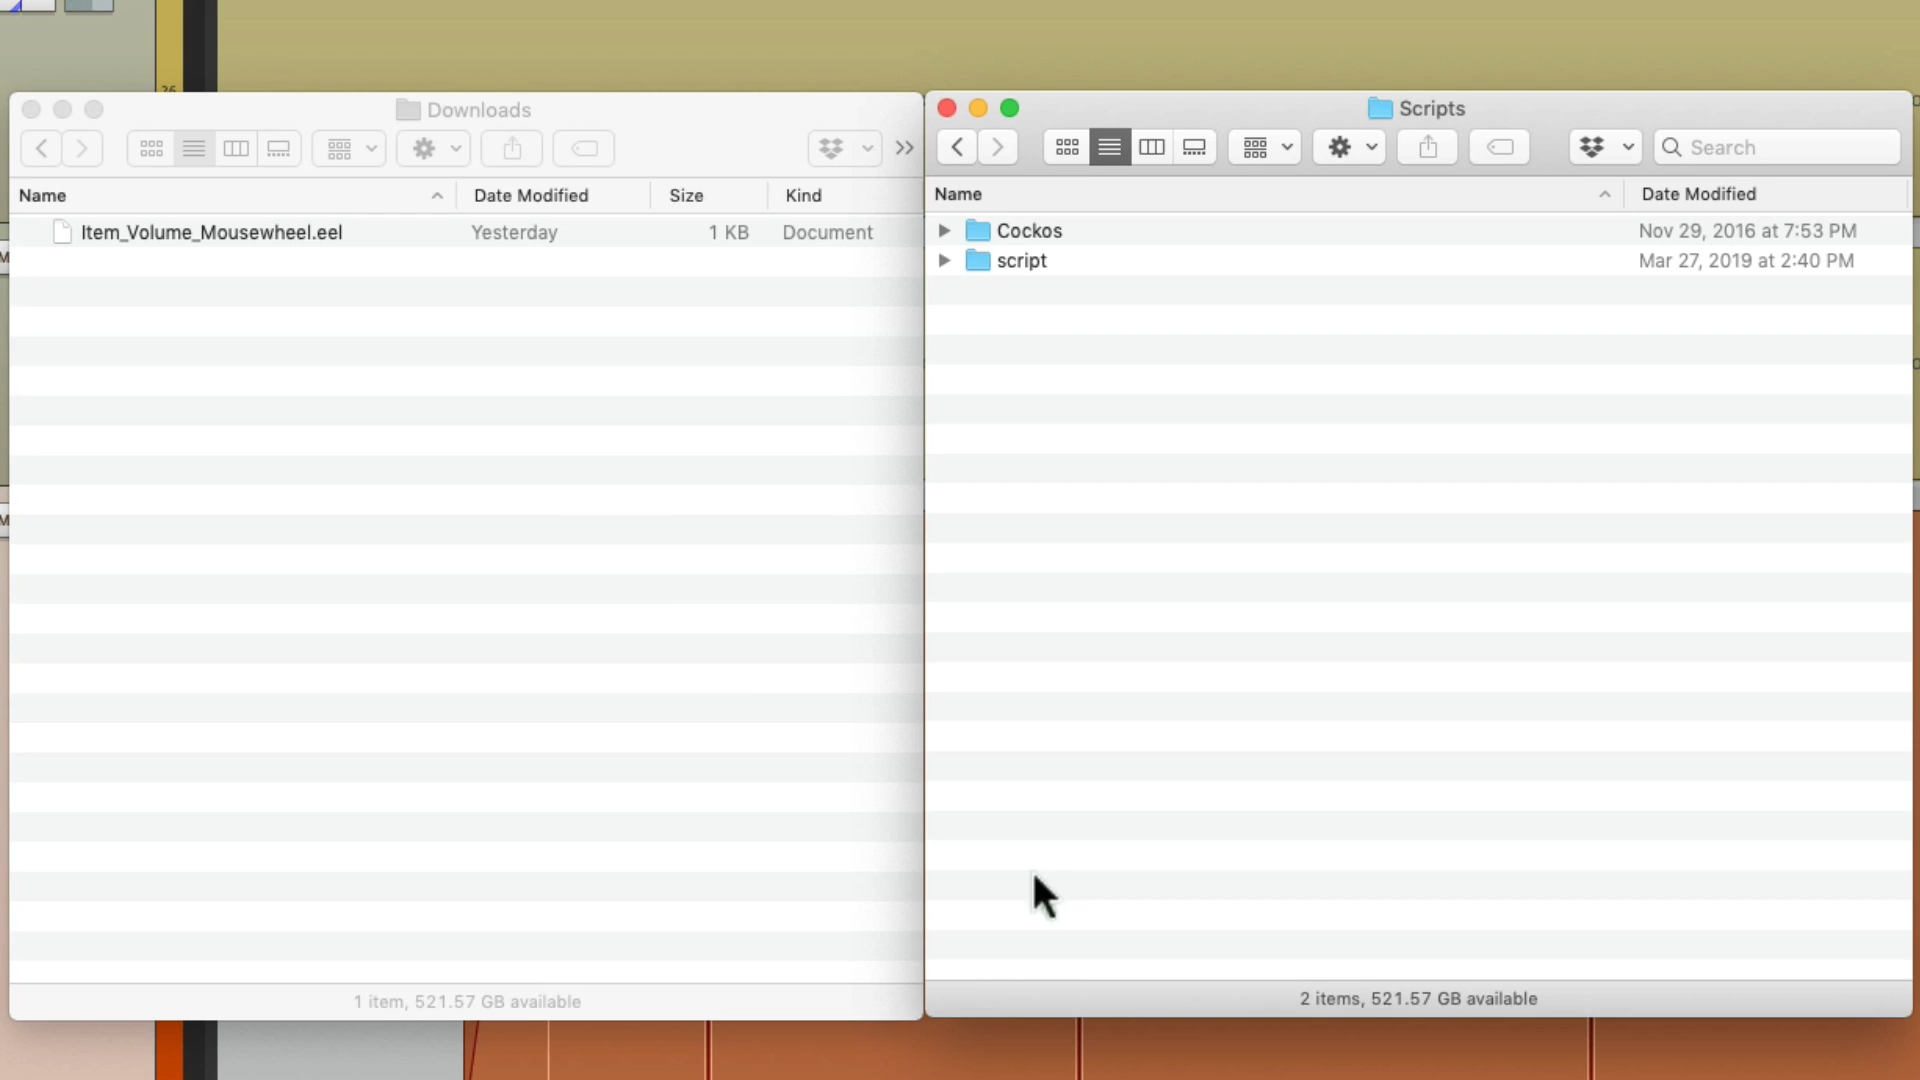 26
Downloads
Name Date Modified Size Kind
Item_Volume_Mousewheel.eel Yesterday 1 KB Document
1 item, 521.57 GB available
Scripts
Search
Name Date Modified
Cockos Nov 29, 2016 at 7:53 PM
script Mar 27, 2019 at 2:40 PM
2 items, 521.57 GB available
M
M